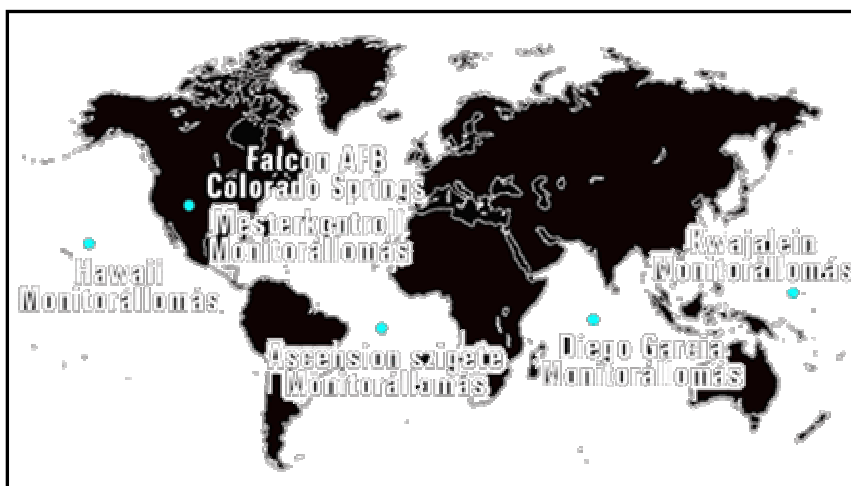 Falcon AFB
Colorado Springs
Mesterkontroll
Monitorállomás
Hawaii
Monitorállomás
Kwajalein
Monitorállomás
Ascension szigete
Monitorállomás
Diego Garcia
Monitorállomás